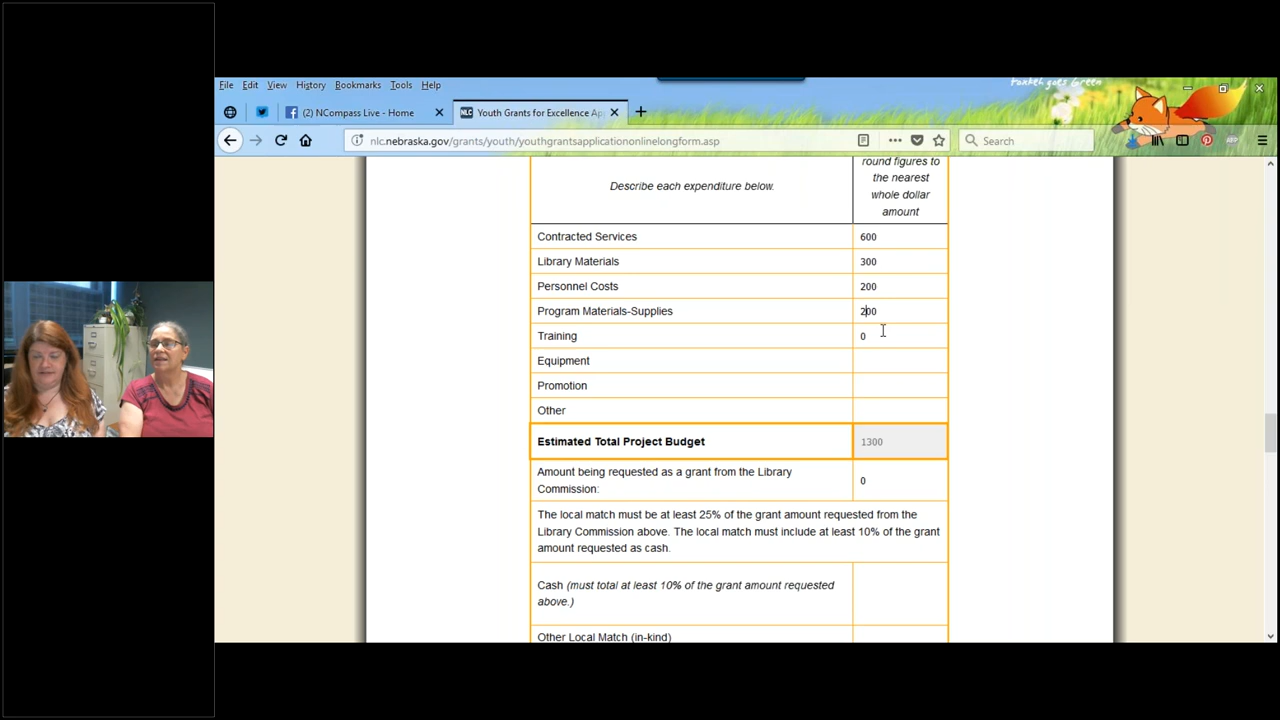 foxkeh goes Green
File Edit View History Bookmarks Tools Help
(2) NCompass Live - Home
NLC Youth Grants for Excellence Ap
nlc.nebraska.gov/grants/youth/youthgrantsapplicationonlinelongform.asp
Search
ABP
Describe each expenditure below.
round figures to
the nearest
whole dollar
amount
Contracted Services 600
Library Materials 300
Personnel Costs 200
Program Materials-Supplies 200
Training 0
Equipment
Promotion
Other
Estimated Total Project Budget 1300
Amount being requested as a grant from the Library
Commission: 0
The local match must be at least 25% of the grant amount requested from the
Library Commission above. The local match must include at least 10% of the grant
amount requested as cash.
Cash (must total at least 10% of the grant amount requested
above.)
Other Local Match (in-kind)